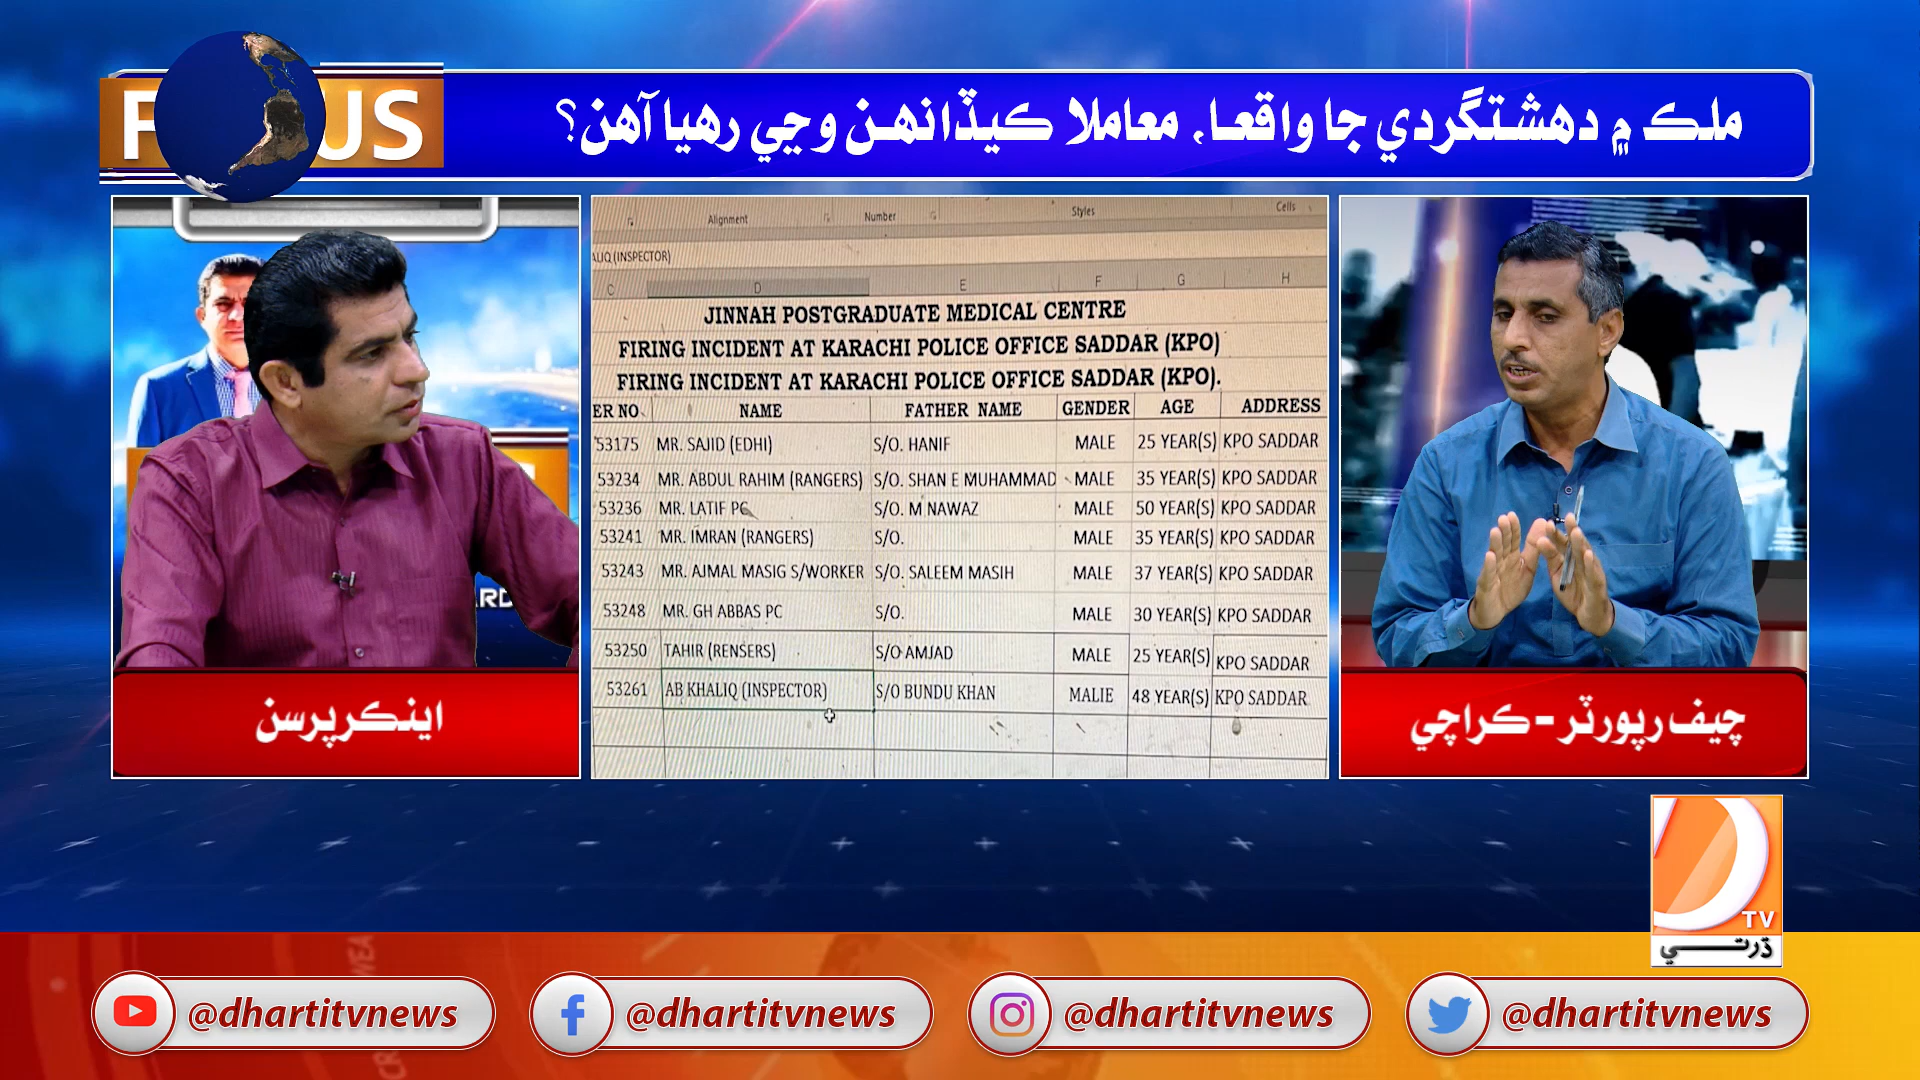 ملڪ ۾ دهشتگردي جا واقعا، معاملا ڪيڏانهن وڃي رهيا آهن؟
Alignment Number Styles Cells
(INSPECTOR)
C D E F G H
JINNAH POSTGRADUATE MEDICAL CENTRE
FIRING INCIDENT AT KARACHI POLICE OFFICE SADDAR (KPO)
FIRING INCIDENT AT KARACHI POLICE OFFICE SADDAR (KPO).
ER NO NAME FATHER NAME GENDER AGE ADDRESS
53175 MR. SAJID (EDHI) S/O. HANIF MALE 25 YEAR(S) KPO SADDAR
53234 MR. ABDUL RAHIM (RANGERS) S/O. SHAN E MUHAMMAD MALE 35 YEAR(S) KPO SADDAR
53236 MR. LATIF PC S/O. M NAWAZ MALE 50 YEAR(S) KPO SADDAR
53241 MR. IMRAN (RANGERS) S/O. MALE 35 YEAR(S) KPO SADDAR
53243 MR. AJMAL MASIG S/WORKER S/O. SALEEM MASIH MALE 37 YEAR(S) KPO SADDAR
53248 MR. GH ABBAS PC S/O. MALE 30 YEAR(S) KPO SADDAR
53250 TAHIR (RENSERS) S/O AMJAD MALE 25 YEAR(S) KPO SADDAR
53261 AB KHALIQ (INSPECTOR) S/O BUNDU KHAN MALIE 48 YEAR(S) KPO SADDAR
اينڪرپرسن
چيف رپورٽر - ڪراچي
TV
ڌرتي
@dhartitvnews
@dhartitvnews
@dhartitvnews
@dhartitvnews